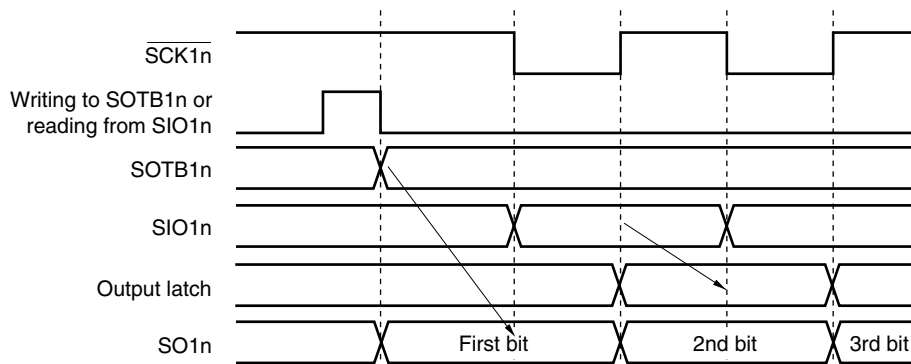 SCK1n
Writing to SOTB1n or
reading from SIO1n
SOTB1n
SIO1n
Output latch
SO1n
First bit
2nd bit
3rd bit